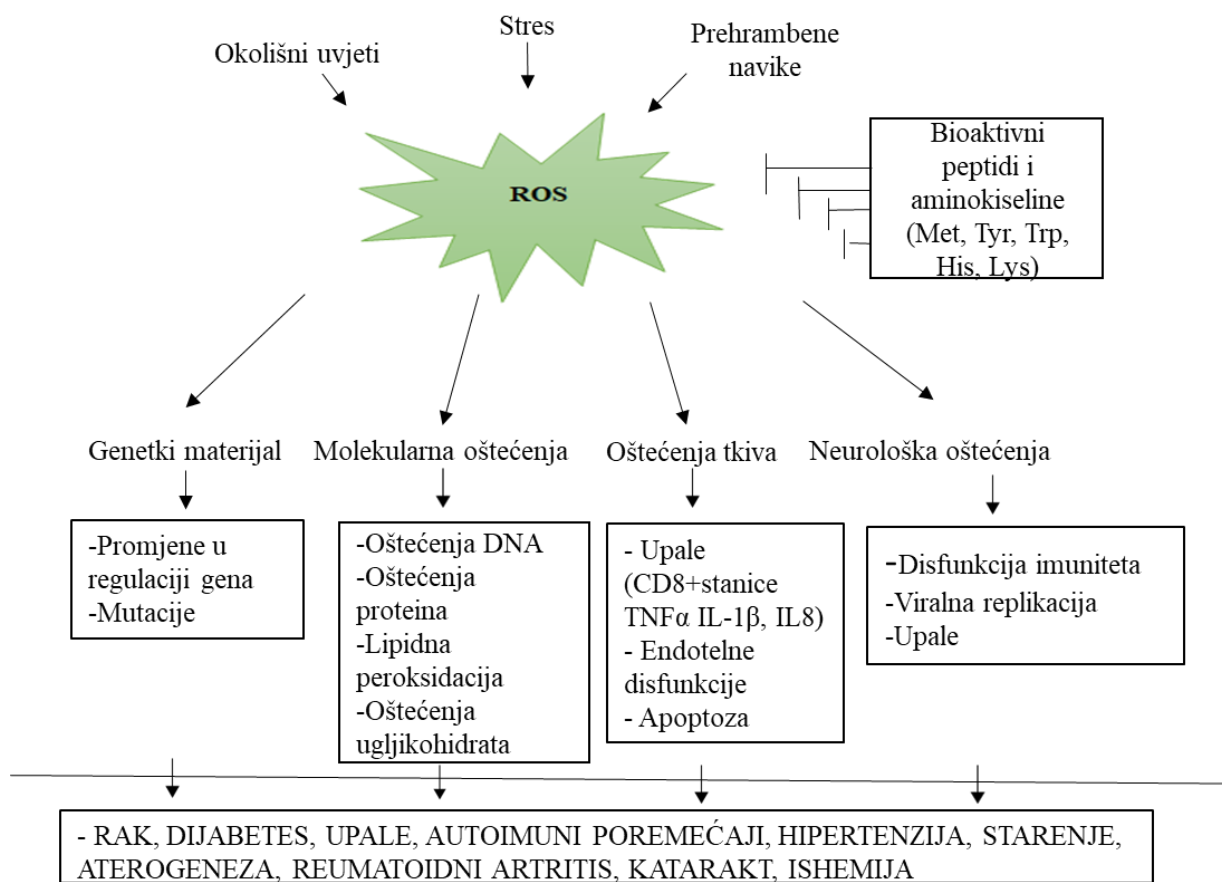 Stres
Okolišni uvjeti
Prehrambene
navike
ROS
Bioaktivni
peptidi i
aminokiseline
(Met, Tyr, Trp,
His, Lys)
Genetki materijal
Molekularna oštećenja
Oštećenja tkiva
Neurološka oštećenja
-Promjene u
regulaciji gena
-Mutacije
-Oštećenja DNA
-Oštećenja
proteina
-Lipidna
peroksidacija
-Oštećenja
ugljikohidrata
- Upale
(CD8+stanice
TNFα IL-1β, IL8)
- Endotelne
disfunkcije
- Apoptoza
-Disfunkcija imuniteta
-Viralna replikacija
-Upale
- RAK, DIJABETES, UPALE, AUTOIMUNI POREMEĆAJI, HIPERTENZIJA, STARENJE,
ATEROGENEZA, REUMATOIDNI ARTRITIS, KATARAKT, ISHEMIJA